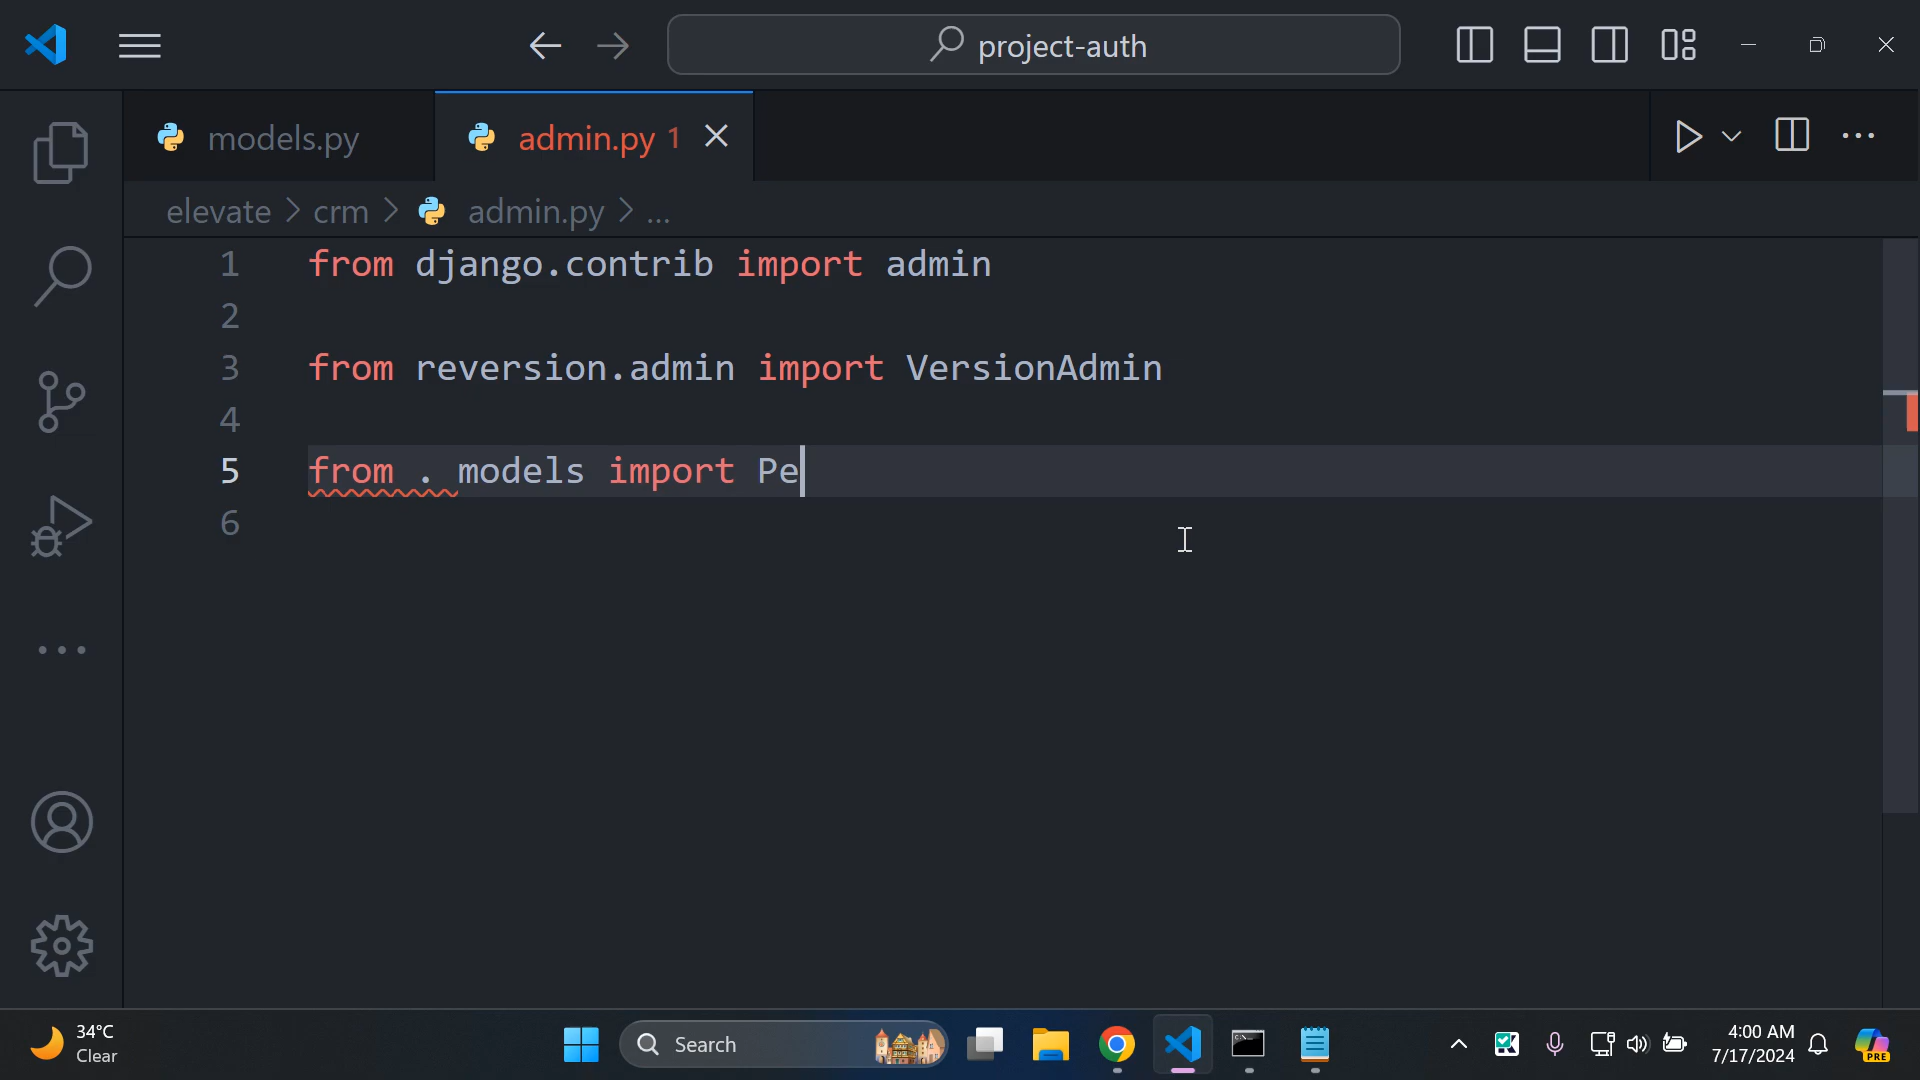 project-auth
models.py
admin.py 1
elevate > crm > admin.py > ...
1 from django.contrib import admin
2
3 from reversion.admin import VersionAdmin
4
5 from . models import Pe
6
34°C
Clear
Search
4:00 AM
7/17/2024
PRE